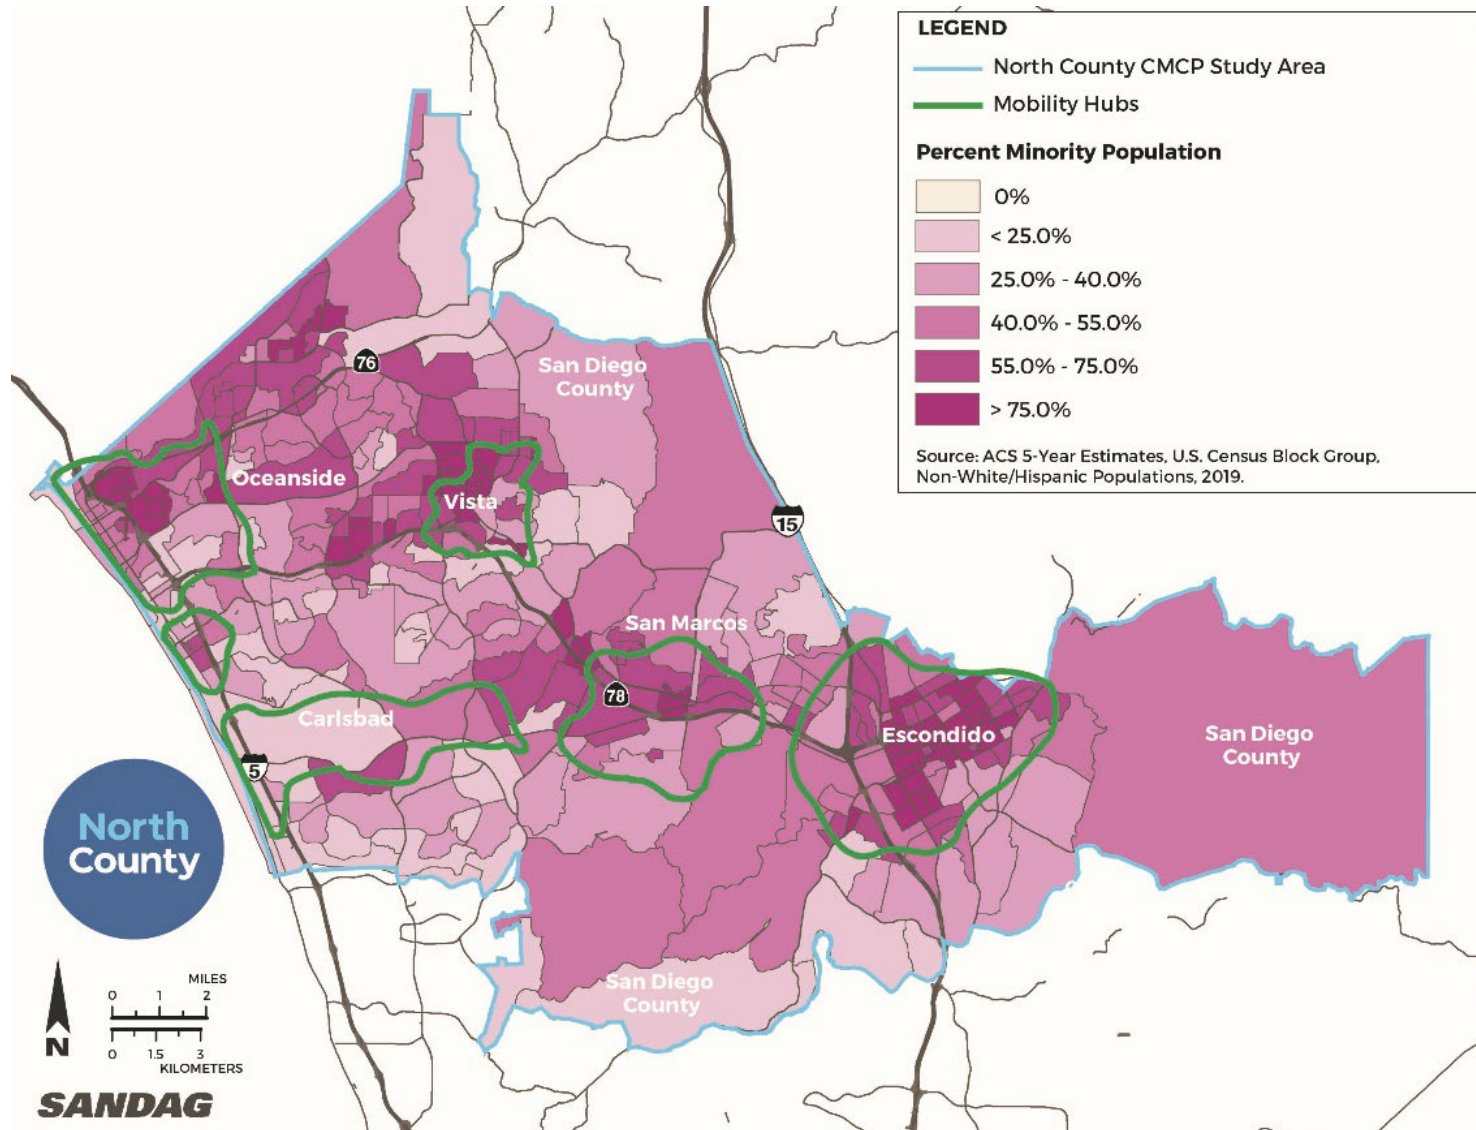 LEGEND
North County CMCP Study Area
Mobility Hubs
Percent Minority Population
0%
< 25.0%
25.0% - 40.0%
40.0% - 55.0%
55.0% - 75.0%
> 75.0%
Source: ACS 5-Year Estimates, U.S. Census Block Group,
Non-White/Hispanic Populations, 2019.
76
San Diego
County
Oceanside
Vista
15
San Marcos
78
Carlsbad
5
Escondido
San Diego
County
San Diego
County
North
County
MILES
0 1 2
0 1.5 3
KILOMETERS
N
SANDAG